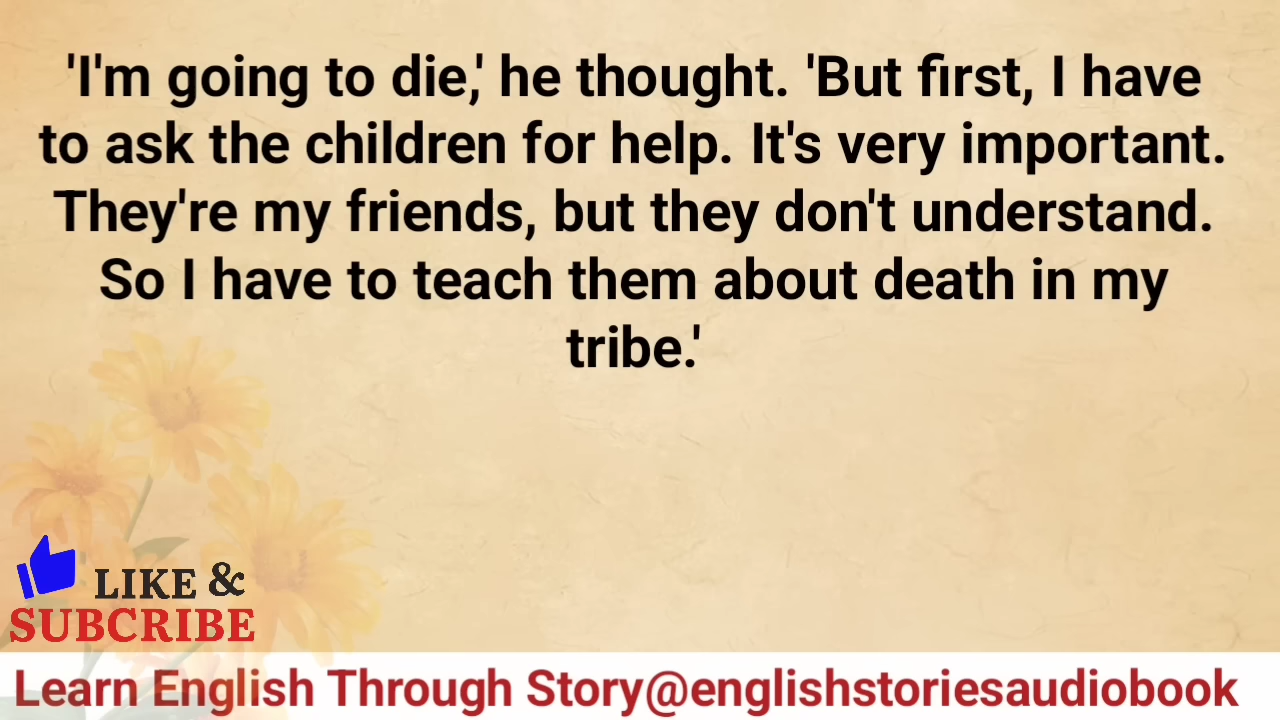 'I'm going to die,' he thought. 'But first, I have
to ask the children for help. It's very important.
They're my friends, but they don't understand.
So I have to teach them about death in my
tribe.'
LIKE &
SUBCRIBE
Learn English Through Story@englishstoriesaudiobook